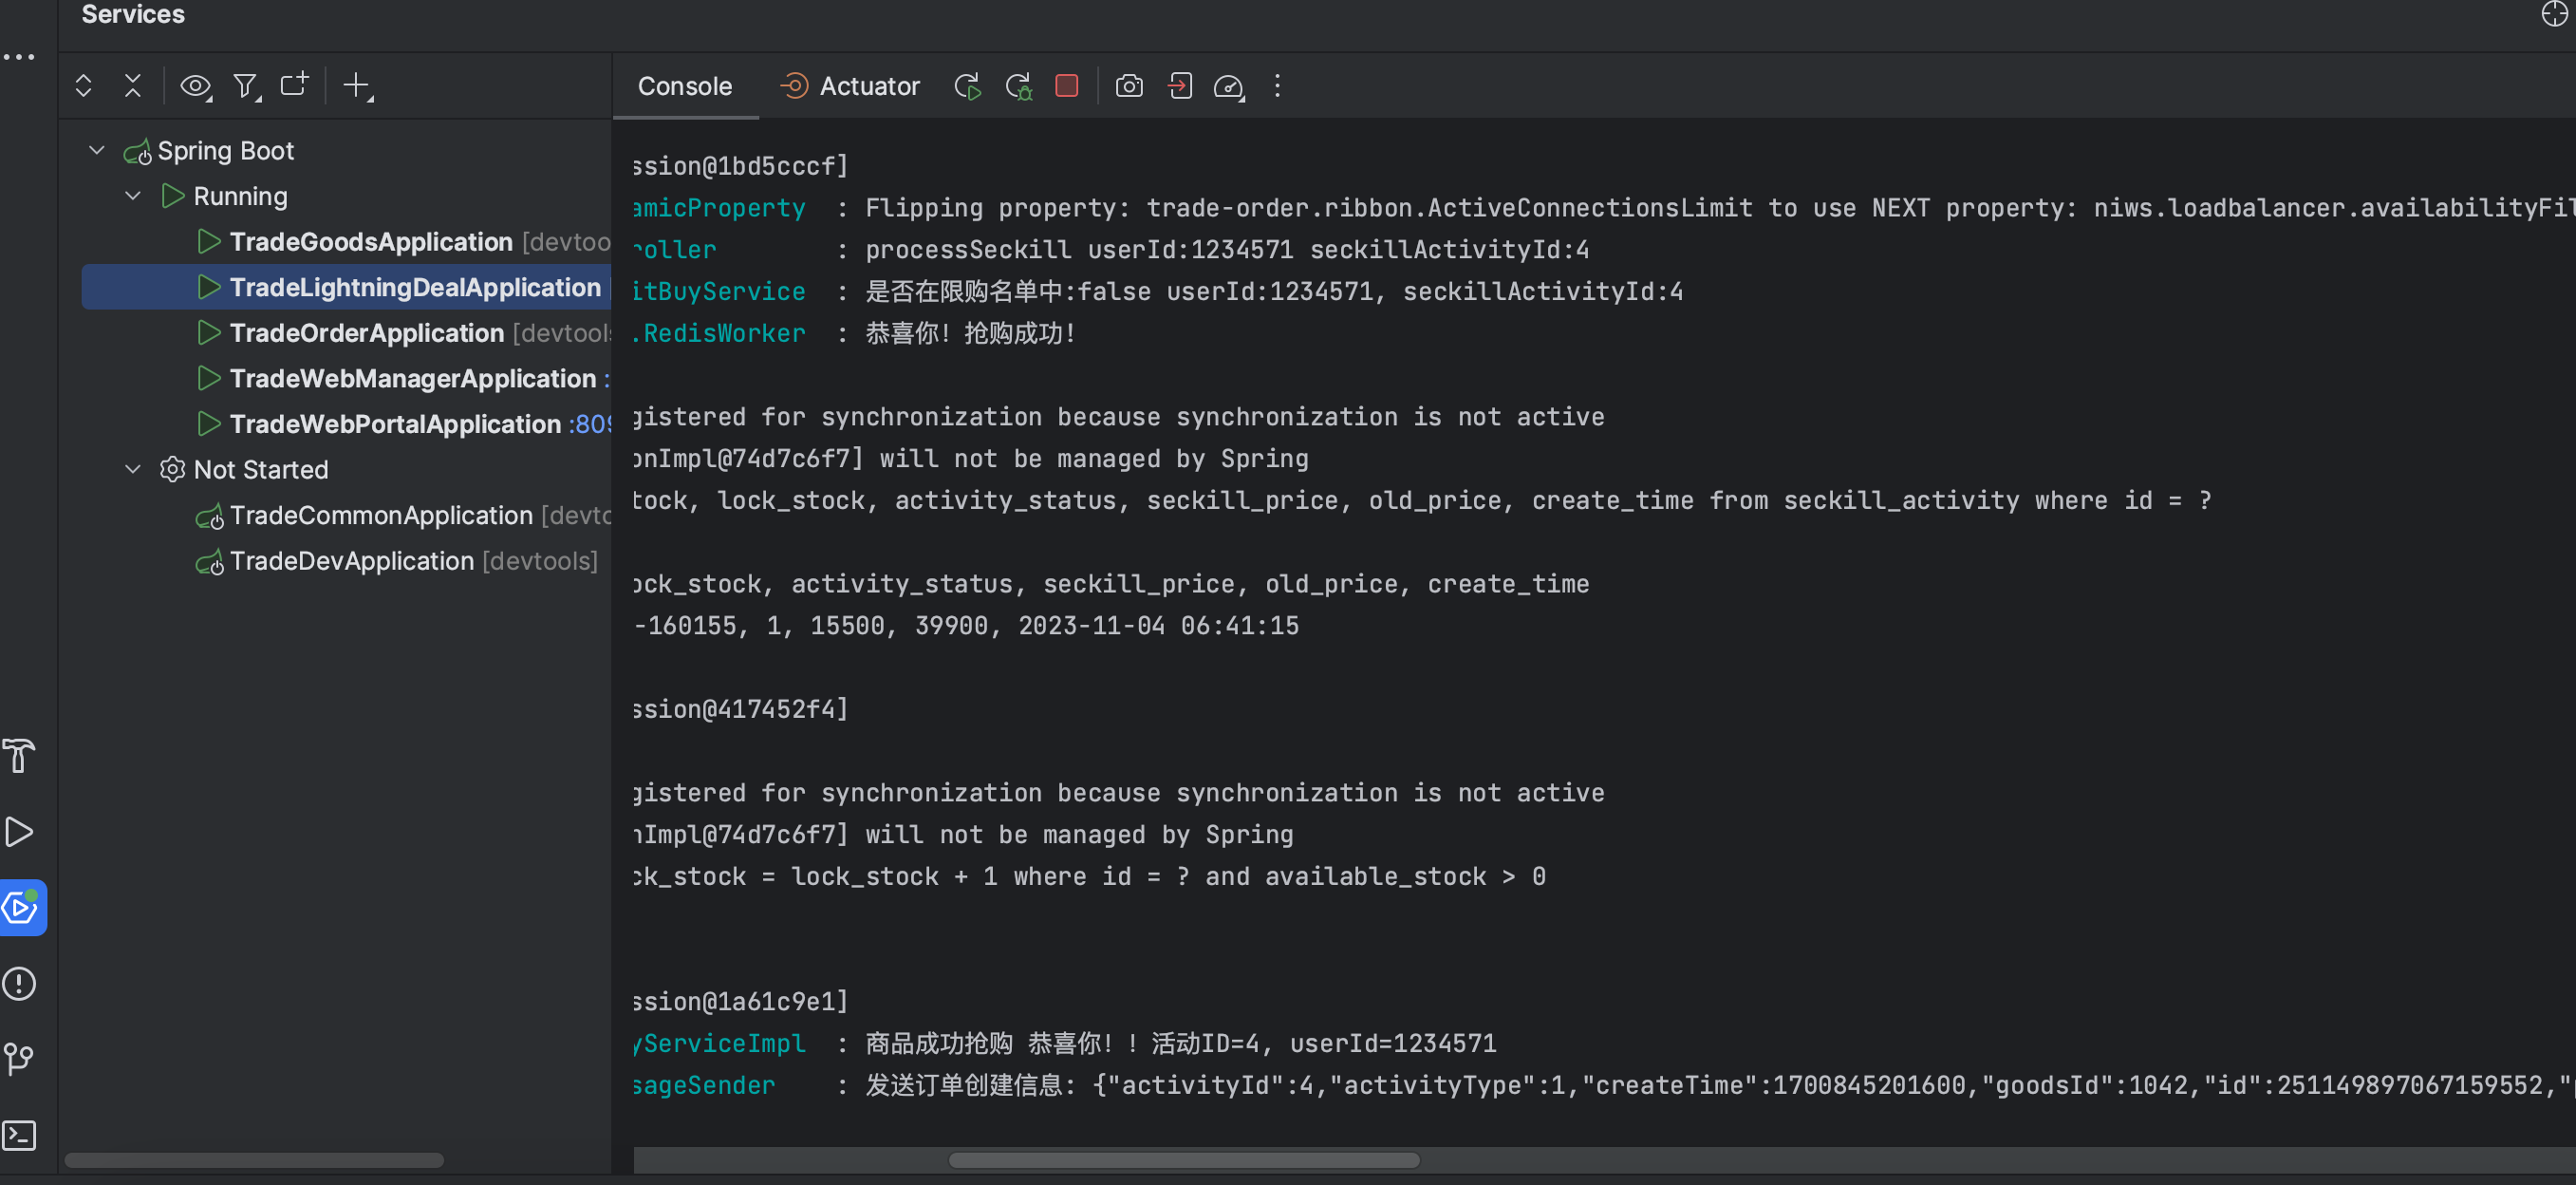 Services
Console
Actuator
Spring Boot
Running
TradeGoodsApplication [devtoo
TradeLightningDealApplication
TradeOrderApplication [devtools
TradeWebManagerApplication :
TradeWebPortalApplication :809
Not Started
TradeCommonApplication [devto
TradeDevApplication [devtools]
ssion@1bd5cccf]
amicProperty : Flipping property: trade-order.ribbon.ActiveConnectionsLimit to use NEXT property: niws.loadbalancer.availabilityFil
roller : processSeckill userId:1234571 seckillActivityId:4
itBuyService : 是否在限购名单中:false userId:1234571, seckillActivityId:4
.RedisWorker : 恭喜你！抢购成功！
gistered for synchronization because synchronization is not active
onImpl@74d7c6f7] will not be managed by Spring
tock, lock_stock, activity_status, seckill_price, old_price, create_time from seckill_activity where id = ?
ock_stock, activity_status, seckill_price, old_price, create_time
-160155, 1, 15500, 39900, 2023-11-04 06:41:15
ssion@417452f4]
gistered for synchronization because synchronization is not active
nImpl@74d7c6f7] will not be managed by Spring
ck_stock = lock_stock + 1 where id = ? and available_stock > 0
ssion@1a61c9e1]
yServiceImpl : 商品成功抢购 恭喜你！！活动ID=4, userId=1234571
sageSender : 发送订单创建信息: {"activityId":4,"activityType":1,"createTime":1700845201600,"goodsId":1042,"id":251149897067159552,"